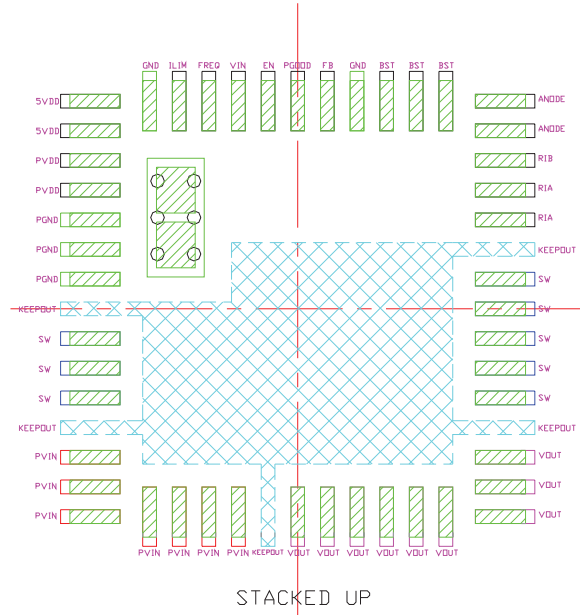 GND ILIM FREQ VIN EN PGOOD FB GND BST BST BST
5VDD ANODE
5VDD ANODE
PVDD RIB
PVDD RIA
PGND RIA
PGND KEEPOUT
PGND SW
KEEPOUT SW
SW SW
SW SW
SW SW
KEEPOUT KEEPOUT
PVIN VOUT
PVIN VOUT
PVIN VOUT
PVIN PVIN PVIN PVIN KEEPOUT VOUT VOUT VOUT VOUT VOUT VOUT
STACKED UP